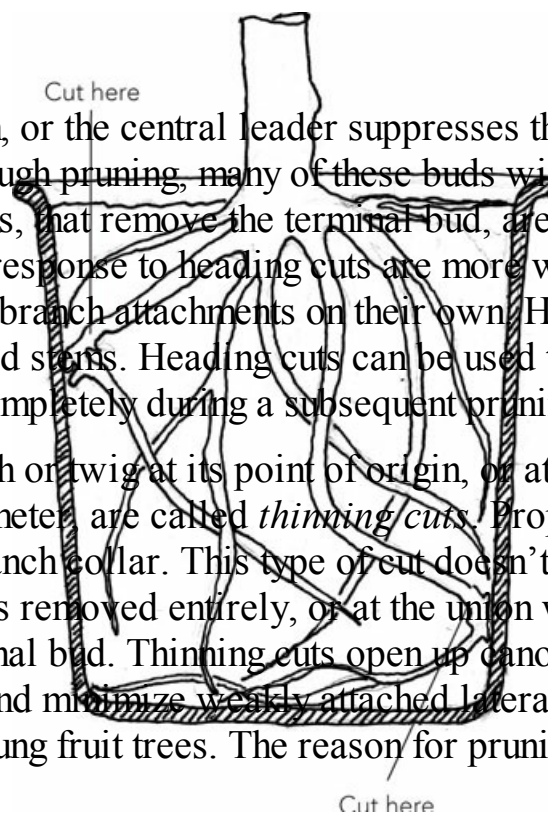 Cut here
, or the central leader suppresses th
ugh pruning, many of these buds wi
s, that remove the terminal bud, are
response to heading cuts are more w
branch attachments on their own. H
d stems. Heading cuts can be used t
mpletely during a subsequent pruni
h or twig at its point of origin, or at
meter, are called thinning cuts. Prop
anch collar. This type of cut doesn't
s removed entirely, or at the union w
nal bud. Thinning cuts open up cano
nd minimize weakly attached latera
ung fruit trees. The reason for pruni
Cut here